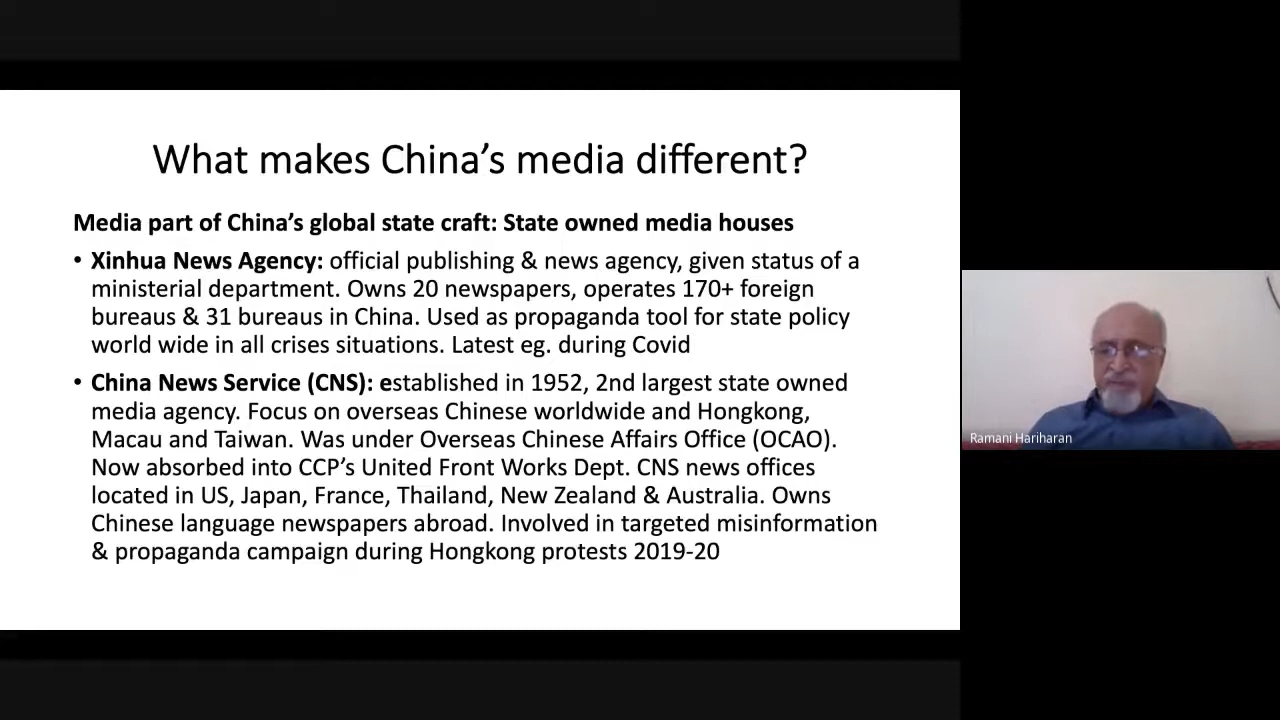 What makes China’s media different?
Media part of China’s global state craft: State owned media houses
• Xinhua News Agency: official publishing & news agency, given status of a
ministerial department. Owns 20 newspapers, operates 170+ foreign
bureaus & 31 bureaus in China. Used as propaganda tool for state policy
world wide in all crises situations. Latest eg. during Covid
• China News Service (CNS): established in 1952, 2nd largest state owned
media agency. Focus on overseas Chinese worldwide and Hongkong,
Macau and Taiwan. Was under Overseas Chinese Affairs Office (OCAO).
Now absorbed into CCP’s United Front Works Dept. CNS news offices
located in US, Japan, France, Thailand, New Zealand & Australia. Owns
Chinese language newspapers abroad. Involved in targeted misinformation
& propaganda campaign during Hongkong protests 2019-20
Ramani Hariharan